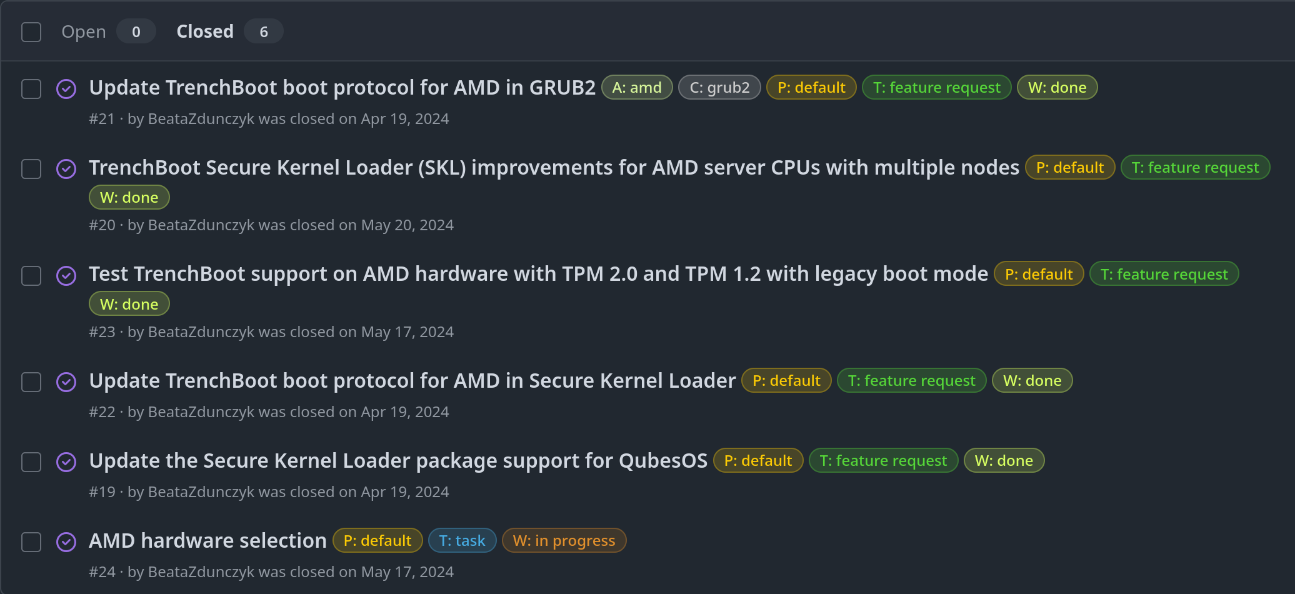 Open 0 Closed 6
Update TrenchBoot boot protocol for AMD in GRUB2 A: amd C: grub2 P: default T: feature request W: done
#21 · by BeataZdunczyk was closed on Apr 19, 2024
TrenchBoot Secure Kernel Loader (SKL) improvements for AMD server CPUs with multiple nodes P: default T: feature request
W: done
#20 · by BeataZdunczyk was closed on May 20, 2024
Test TrenchBoot support on AMD hardware with TPM 2.0 and TPM 1.2 with legacy boot mode P: default T: feature request
W: done
#23 · by BeataZdunczyk was closed on May 17, 2024
Update TrenchBoot boot protocol for AMD in Secure Kernel Loader P: default T: feature request W: done
#22 · by BeataZdunczyk was closed on Apr 19, 2024
Update the Secure Kernel Loader package support for QubesOS P: default T: feature request W: done
#19 · by BeataZdunczyk was closed on Apr 19, 2024
AMD hardware selection P: default T: task W: in progress
#24 · by BeataZdunczyk was closed on May 17, 2024